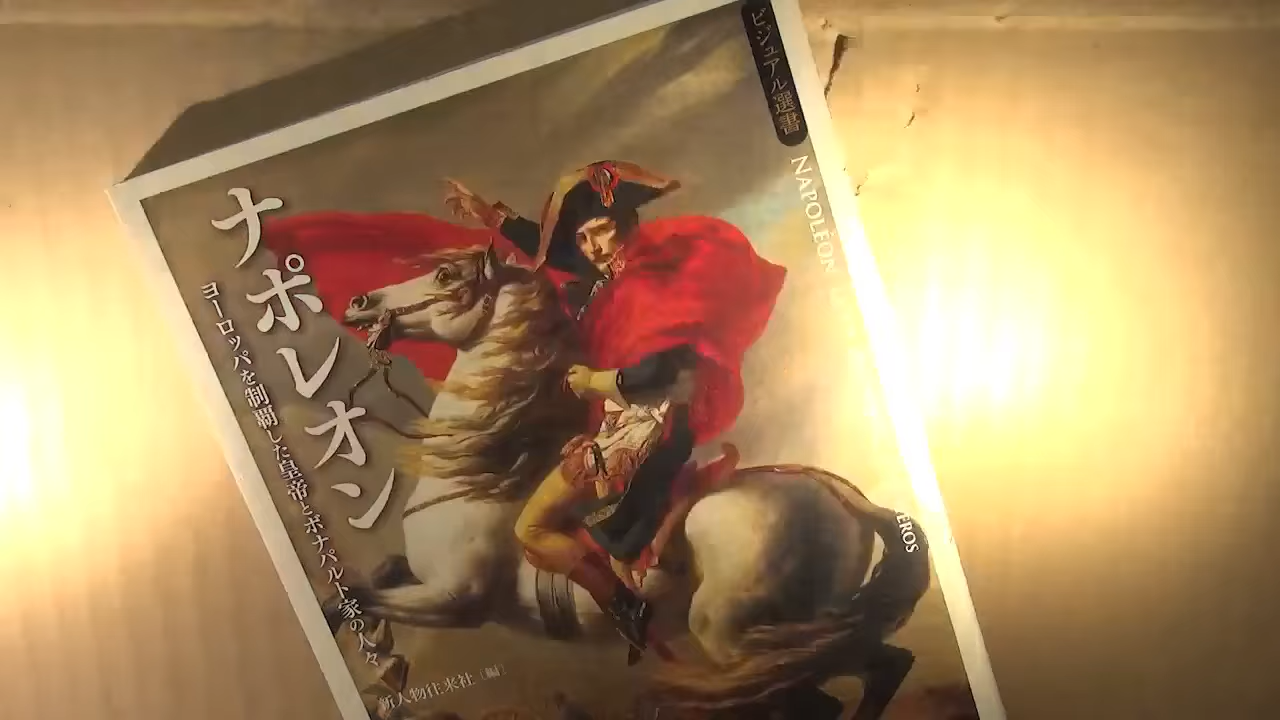 ビジュアル選書
NAPOLÉON
EROS
ナポレオン
ヨーロッパを制覇した皇帝とボナパルト家の人々
新人物往来社［編］